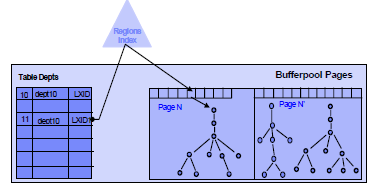 Regions
Index
Table Depts
Bufferpool Pages
10 dept10 LXID
Page N
Page N'
11 dept10 LXID